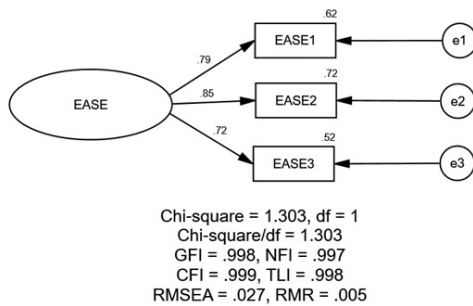 .62
EASE1
e1
.79
.72
EASE
.85
EASE2
e2
.72
.52
EASE3
e3
Chi-square = 1.303, df = 1
Chi-square/df = 1.303
GFI = .998, NFI = .997
CFI = .999, TLI = .998
RMSEA = .027, RMR = .005